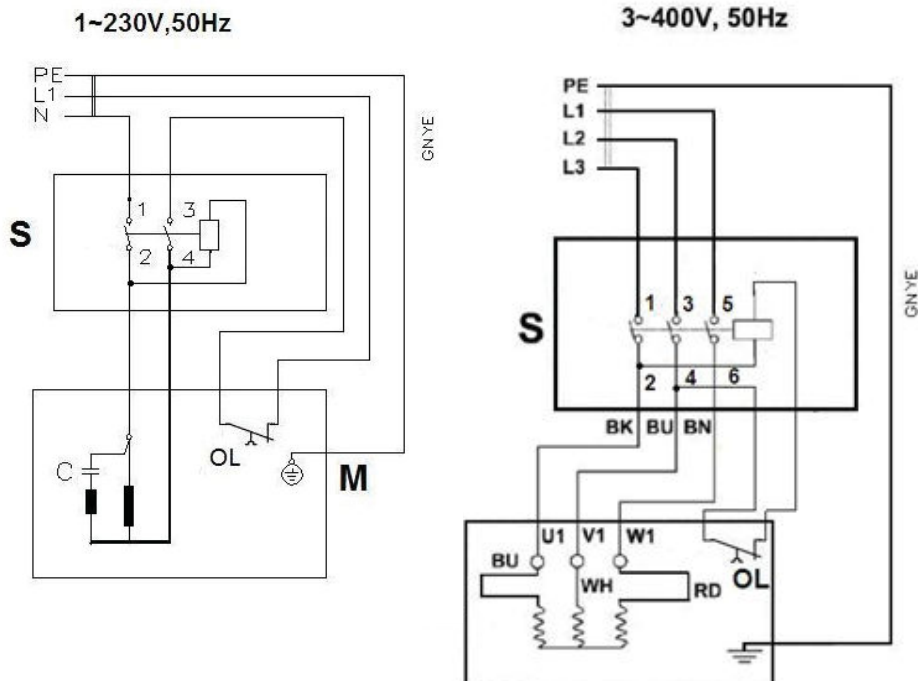 1~230V,50Hz
PE
L1
N
GNYE
S
1 3
2 4
OL
C
M
3~400V, 50Hz
PE
L1
L2
L3
GNYE
S
1 3 5
2 4 6
BK BU BN
U1 V1 W1
BU WH RD
OL